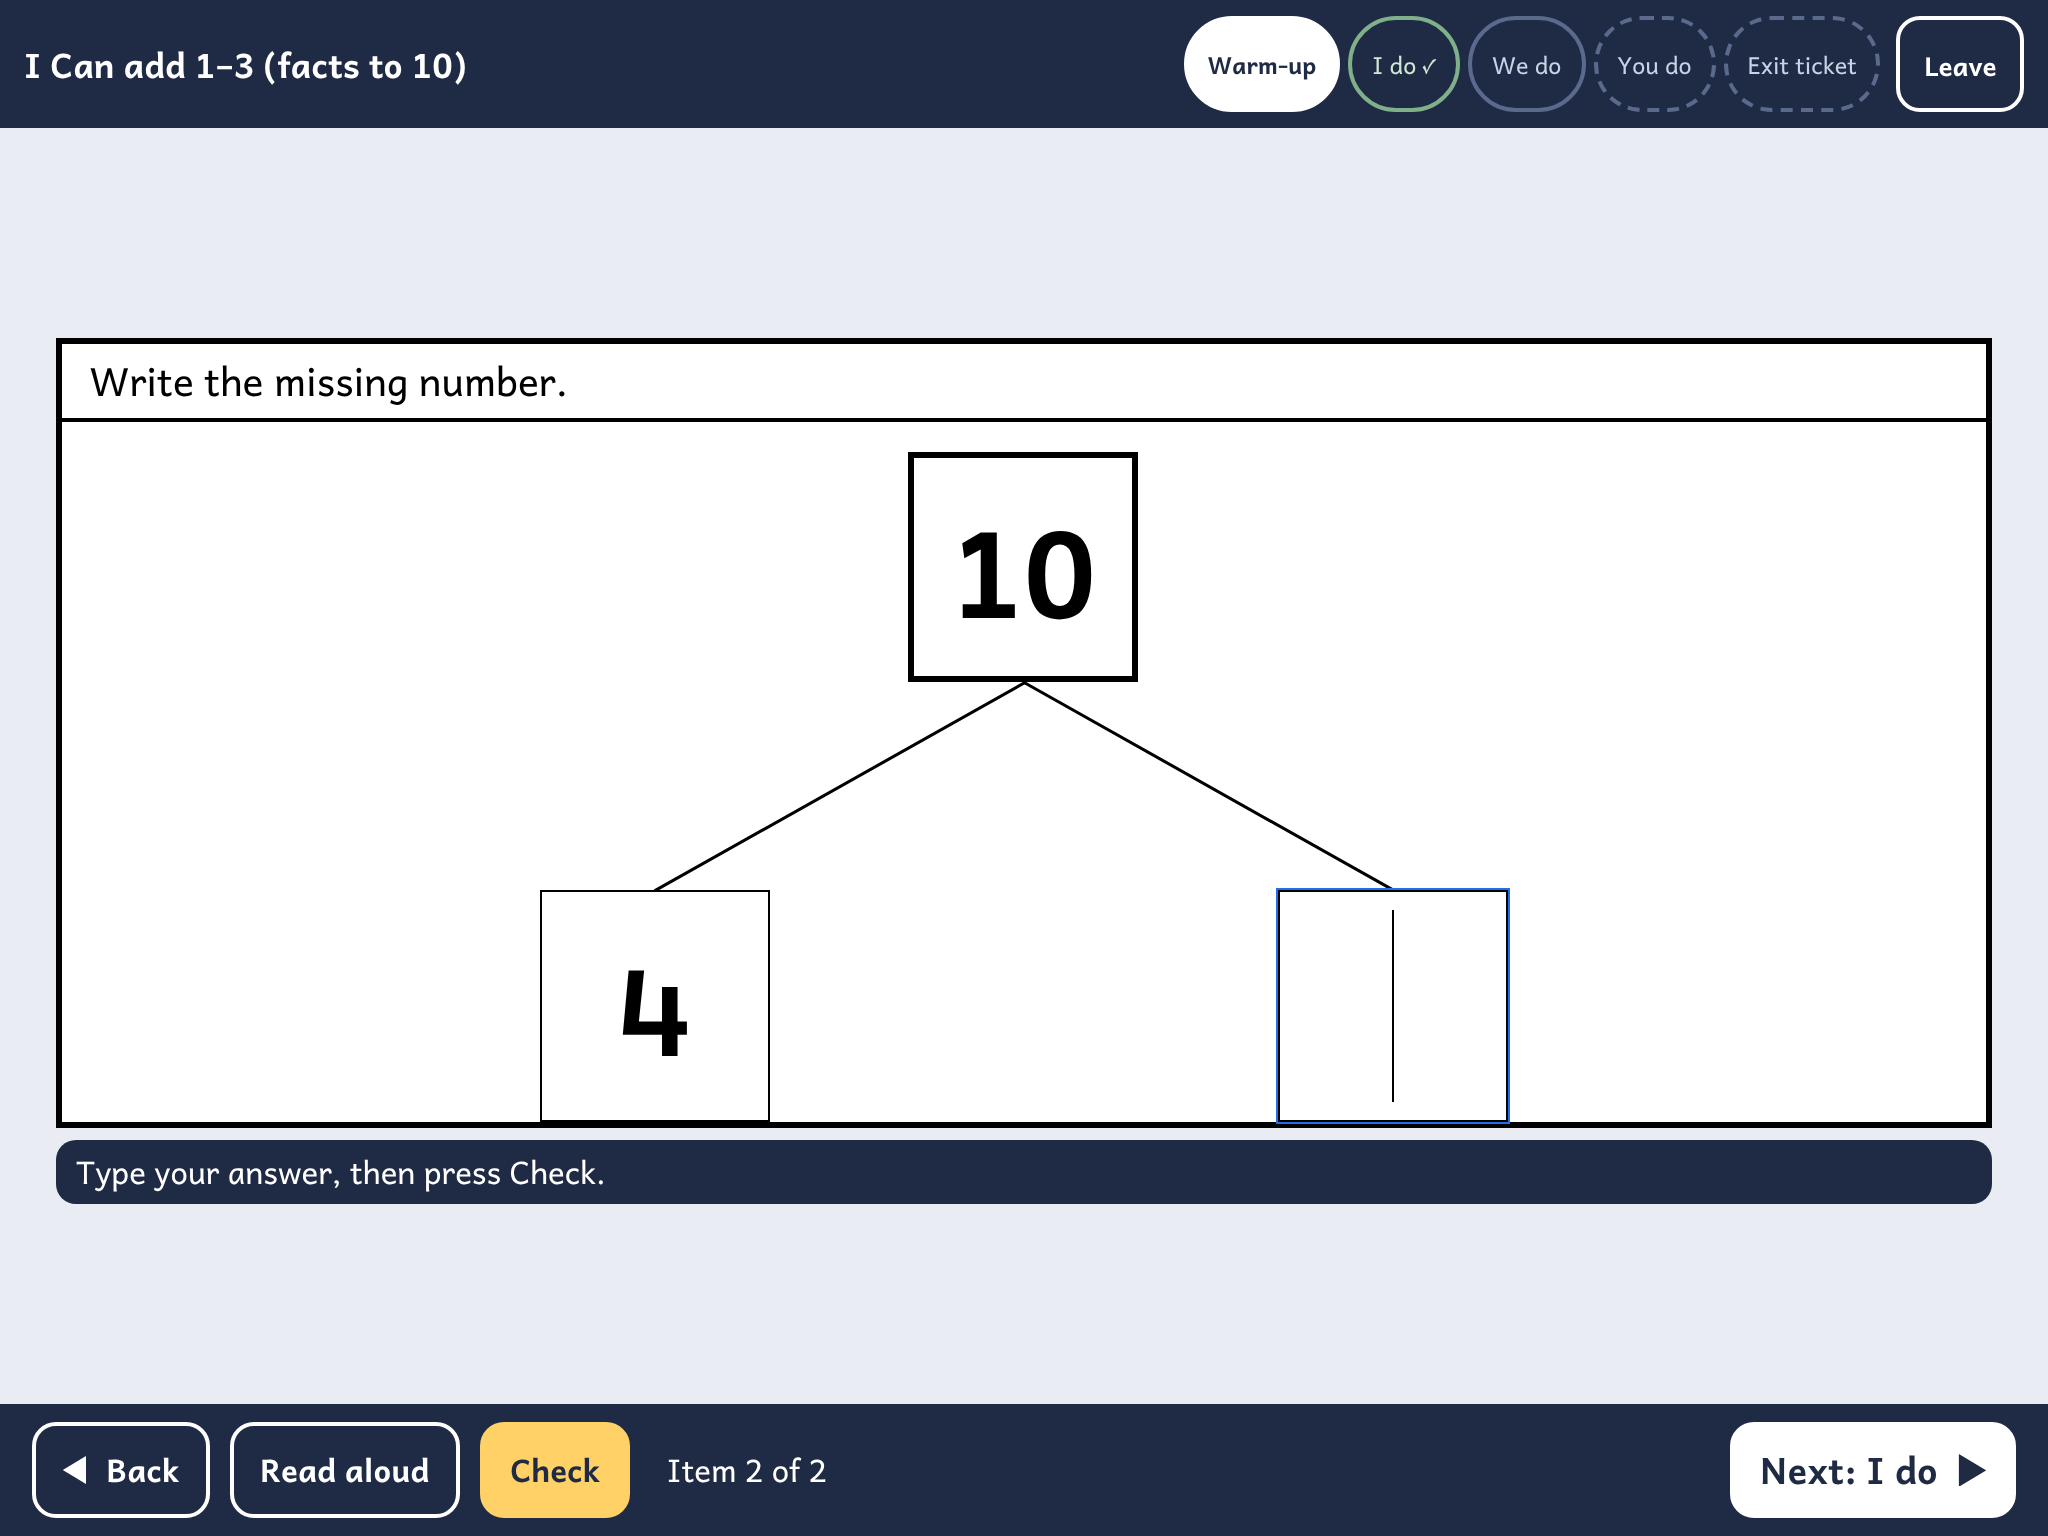 I Can add 1–3 (facts to 10)
Warm-up
I do ✓
We do
You do
Exit ticket
Leave
Write the missing number.
10
4
Type your answer, then press Check.
◀ Back
Read aloud
Check
Item 2 of 2
Next: I do ▶